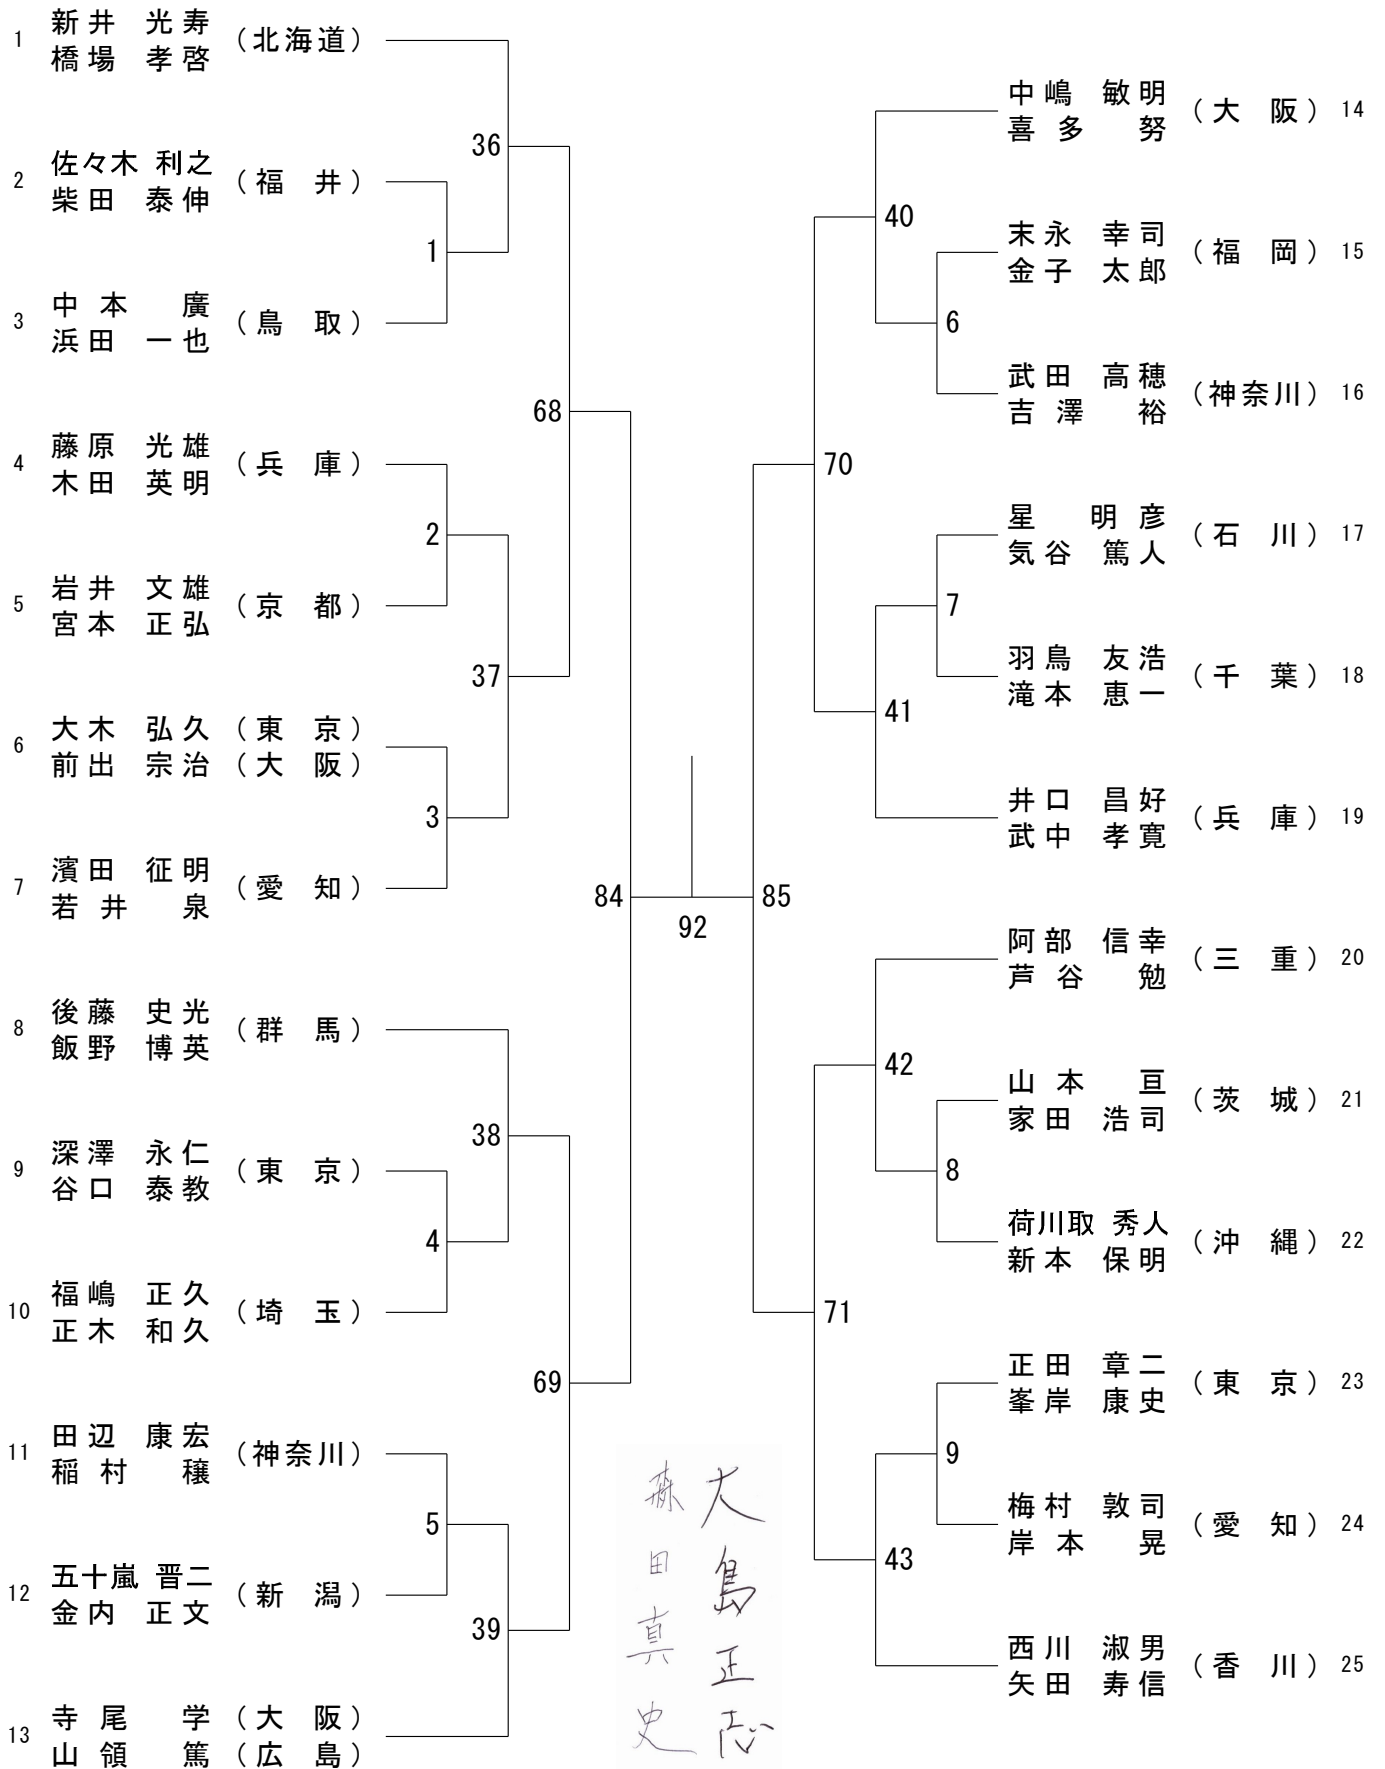 1 新井 光寿 (北海道)
橋場 孝啓
36
2 佐々木 利之 (福井)
柴田 泰伸
1
3 中本 廣 (鳥取)
浜田 一也
68
4 藤原 光雄 (兵庫)
木田 英明
2
5 岩井 文雄 (京都)
宮本 正弘
37
6 大木 弘久 (東京)
前出 宗治 (大阪)
3
7 濱田 征明 (愛知)
若井 泉
84
92
8 後藤 史光 (群馬)
飯野 博英
38
9 深澤 永仁 (東京)
谷口 泰教
4
10 福嶋 正久 (埼玉)
正木 和久
69
11 田辺 康宏 (神奈川)
稲村 穣
5
12 五十嵐 晋二 (新潟)
金内 正文
39
13 寺尾 学 (大阪)
山領 篤 (広島)
中嶋 敏明 (大阪) 14
喜多 努
40
末永 幸司 (福岡) 15
金子 太郎
6
武田 高穂 (神奈川) 16
吉澤 裕
70
星 明彦 (石川) 17
気谷 篤人
7
羽鳥 友浩 (千葉) 18
滝本 恵一
41
井口 昌好 (兵庫) 19
武中 孝寛
85
阿部 信幸 (三重) 20
芦谷 勉
42
山本 亘 (茨城) 21
家田 浩司
8
荷川取 秀人 (沖縄) 22
新本 保明
71
正田 章二 (東京) 23
峯岸 康史
9
梅村 敦司 (愛知) 24
岸本 晃
43
西川 淑男 (香川) 25
矢田 寿信
大島正志
森田真史